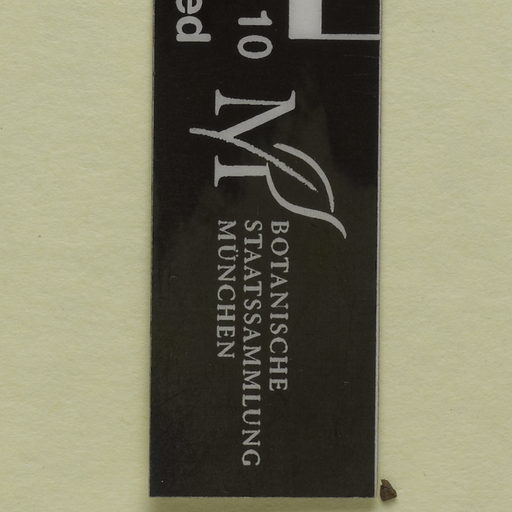 ed
10
M
BOTANISCHE
STAATSSAMMLUNG
MÜNCHEN